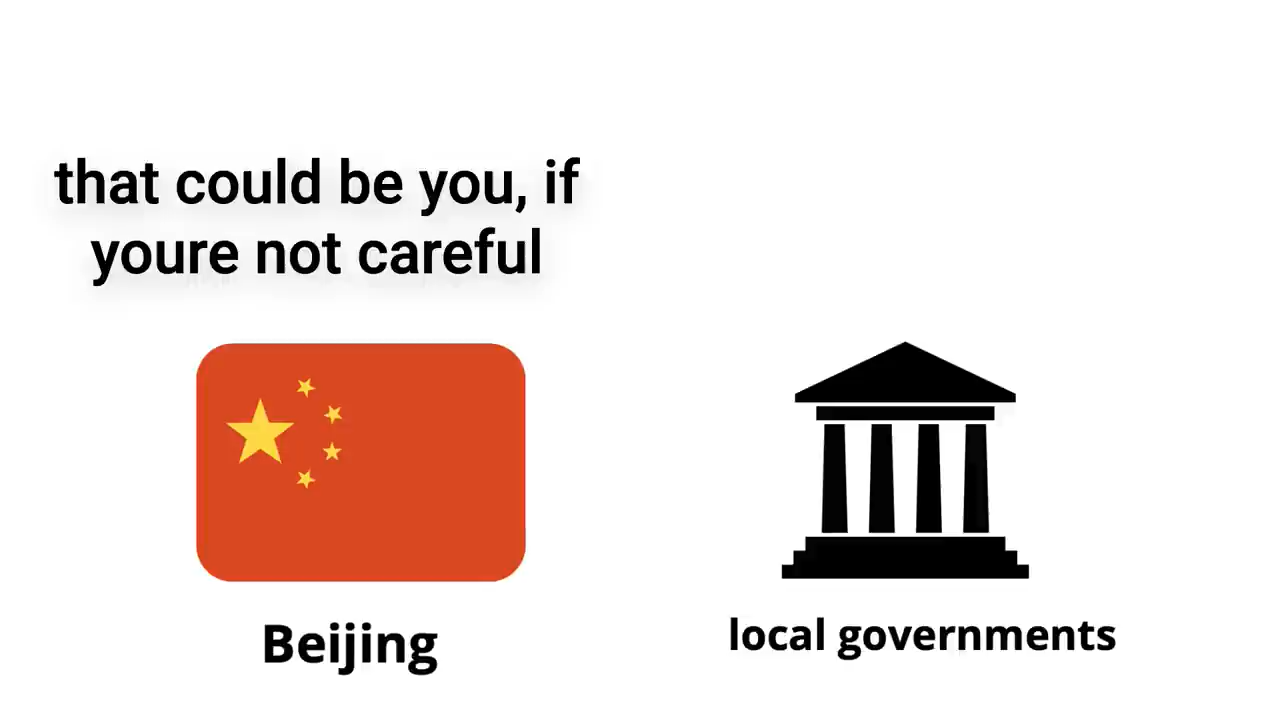 that could be you, if
youre not careful
Beijing
local governments